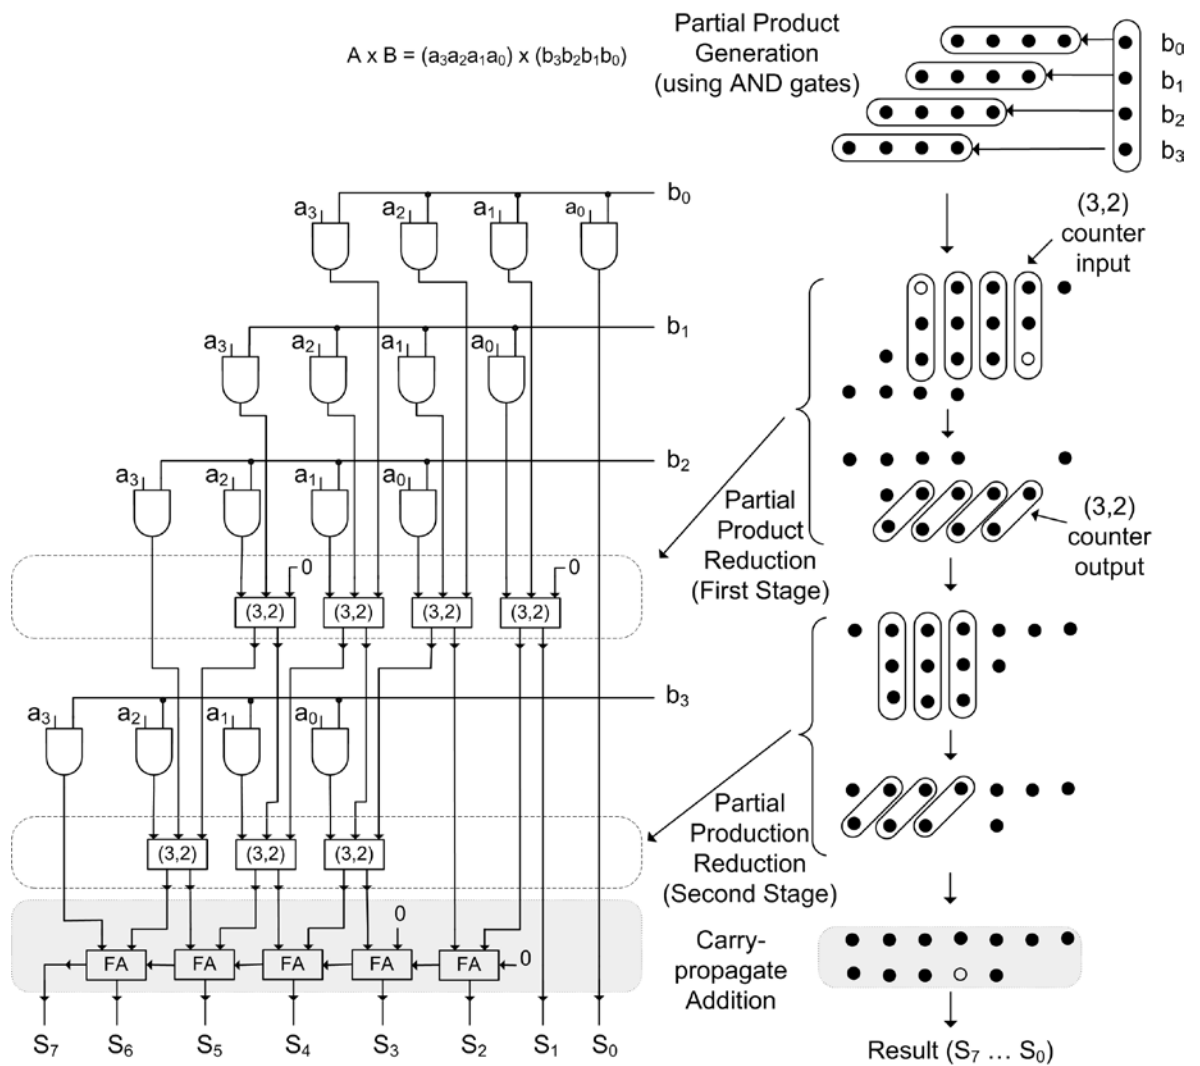 Partial Product
Generation
(using AND gates)
A x B = (a₃a₂a₁a₀) x (b₃b₂b₁b₀)
b₀
b₁
b₂
b₃
a₃ a₂ a₁ a₀ b₀
a₃ a₂ a₁ a₀ b₁
a₃ a₂ a₁ a₀ b₂
0 0
(3,2) (3,2) (3,2) (3,2)
a₃ a₂ a₁ a₀ b₃
(3,2) (3,2) (3,2)
0
FA FA FA FA FA 0
S₇ S₆ S₅ S₄ S₃ S₂ S₁ S₀
(3,2)
counter
input
Partial
Product
Reduction
(First Stage)
(3,2)
counter
output
Partial
Production
Reduction
(Second Stage)
Carry-
propagate
Addition
Result (S₇ ... S₀)